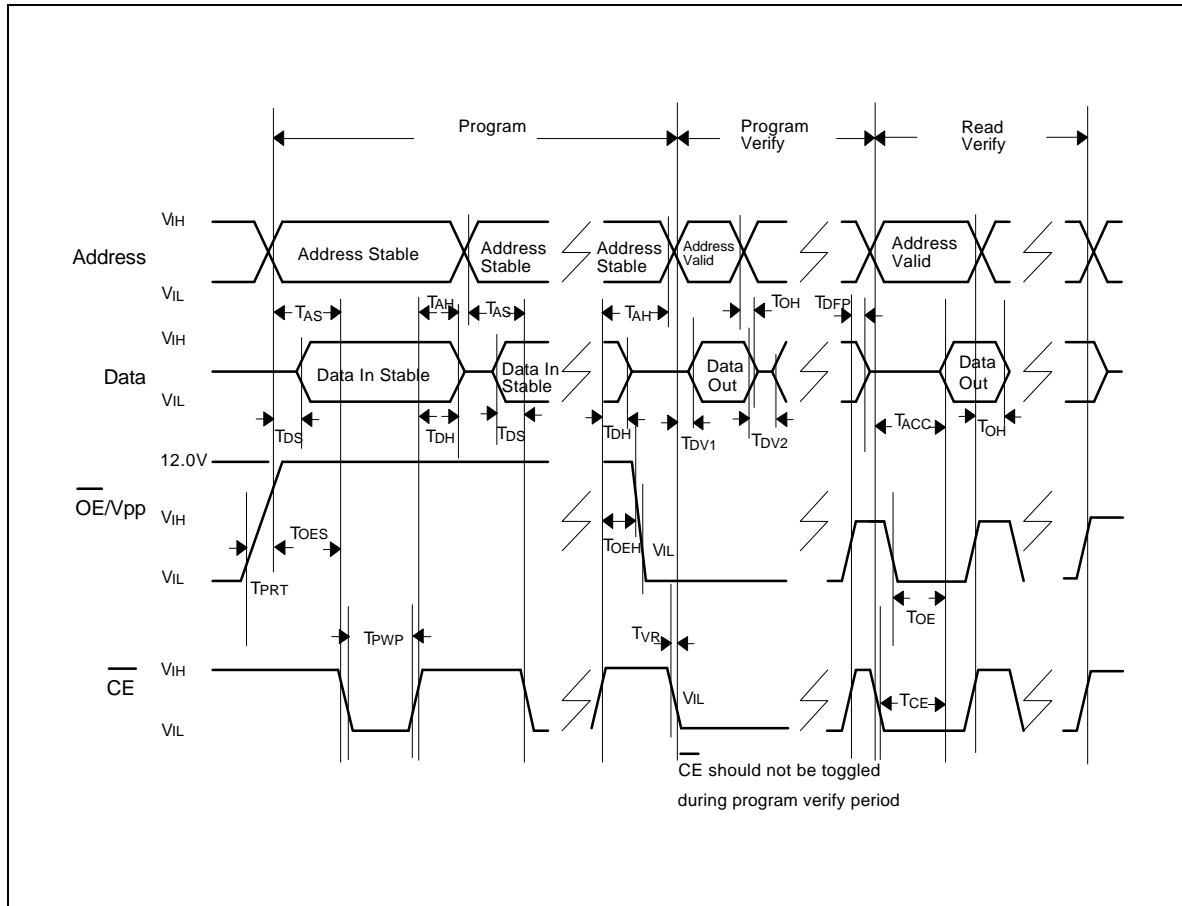 Program
Program
Verify
Read
Verify
Address
VIH
VIL
Address Stable
Address
Stable
Address
Stable
Address
Valid
Address
Valid
TAS
TAH
TAS
TAH
TOH
TDFP
Data
VIH
VIL
Data In Stable
Data In
Stable
Data
Out
Data
Out
TDS
TDH
TDS
TDH
TDV1
TDV2
TACC
TOH
OE/Vpp
12.0V
VIH
VIL
TPRT
TOES
TOEH
VIL
TOE
CE
VIH
VIL
TPWP
TVR
VIL
TCE
CE should not be toggled
during program verify period